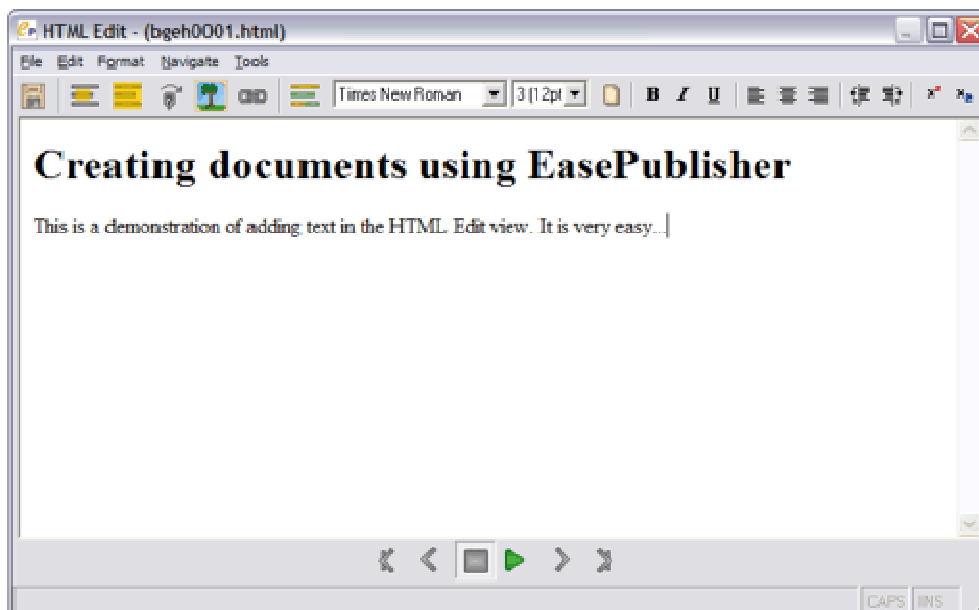 HTML Edit - (bgeh0001.html)
File Edit Format Navigate Tools
Times New Roman 3 (12pt B I U
Creating documents using EasePublisher
This is a demonstration of adding text in the HTML Edit view. It is very easy...
CAPS INS